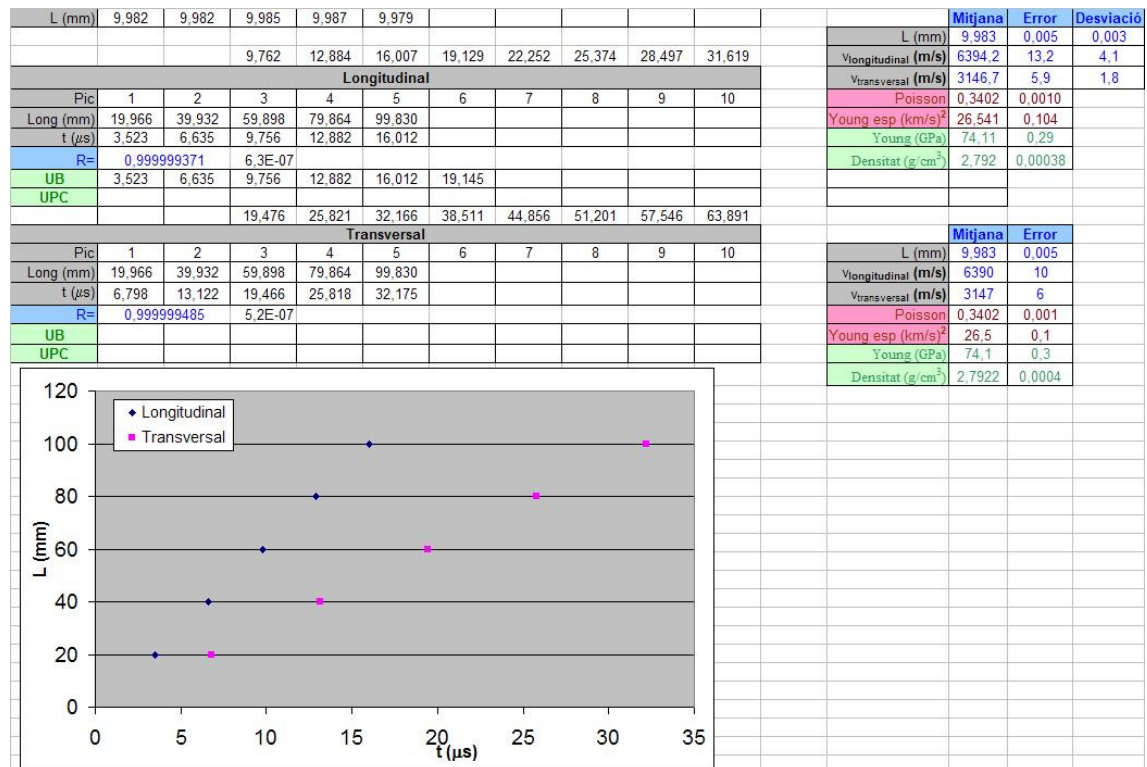 L (mm) 9,982 9,982 9,985 9,987 9,979
9,762 12,884 16,007 19,129 22,252 25,374 28,497 31,619
Longitudinal
Pic 1 2 3 4 5 6 7 8 9 10
Long (mm) 19,966 39,932 59,898 79,864 99,830
t (μs) 3,523 6,635 9,756 12,882 16,012
R= 0,999999371 6,3E-07
UB 3,523 6,635 9,756 12,882 16,012 19,145
UPC
19,476 25,821 32,166 38,511 44,856 51,201 57,546 63,891
Transversal
Pic 1 2 3 4 5 6 7 8 9 10
Long (mm) 19,966 39,932 59,898 79,864 99,830
t (μs) 6,798 13,122 19,466 25,818 32,175
R= 0,999999485 5,2E-07
UB
UPC
Mitjana Error Desviació
L (mm) 9,983 0,005 0,003
Vlongitudinal (m/s) 6394,2 13,2 4,1
Vtransversal (m/s) 3146,7 5,9 1,8
Poisson 0,3402 0,0010
Young esp (km/s)² 26,541 0,104
Young (GPa) 74,11 0,29
Densitat (g/cm³) 2,792 0,00038
Mitjana Error
L (mm) 9,983 0,005
Vlongitudinal (m/s) 6390 10
Vtransversal (m/s) 3147 6
Poisson 0,3402 0,001
Young esp (km/s)² 26,5 0,1
Young (GPa) 74,1 0,3
Densitat (g/cm³) 2,7922 0,0004
Longitudinal
Transversal
120
100
80
60
40
20
0
L (mm)
0 5 10 15 20 25 30 35
t (μs)